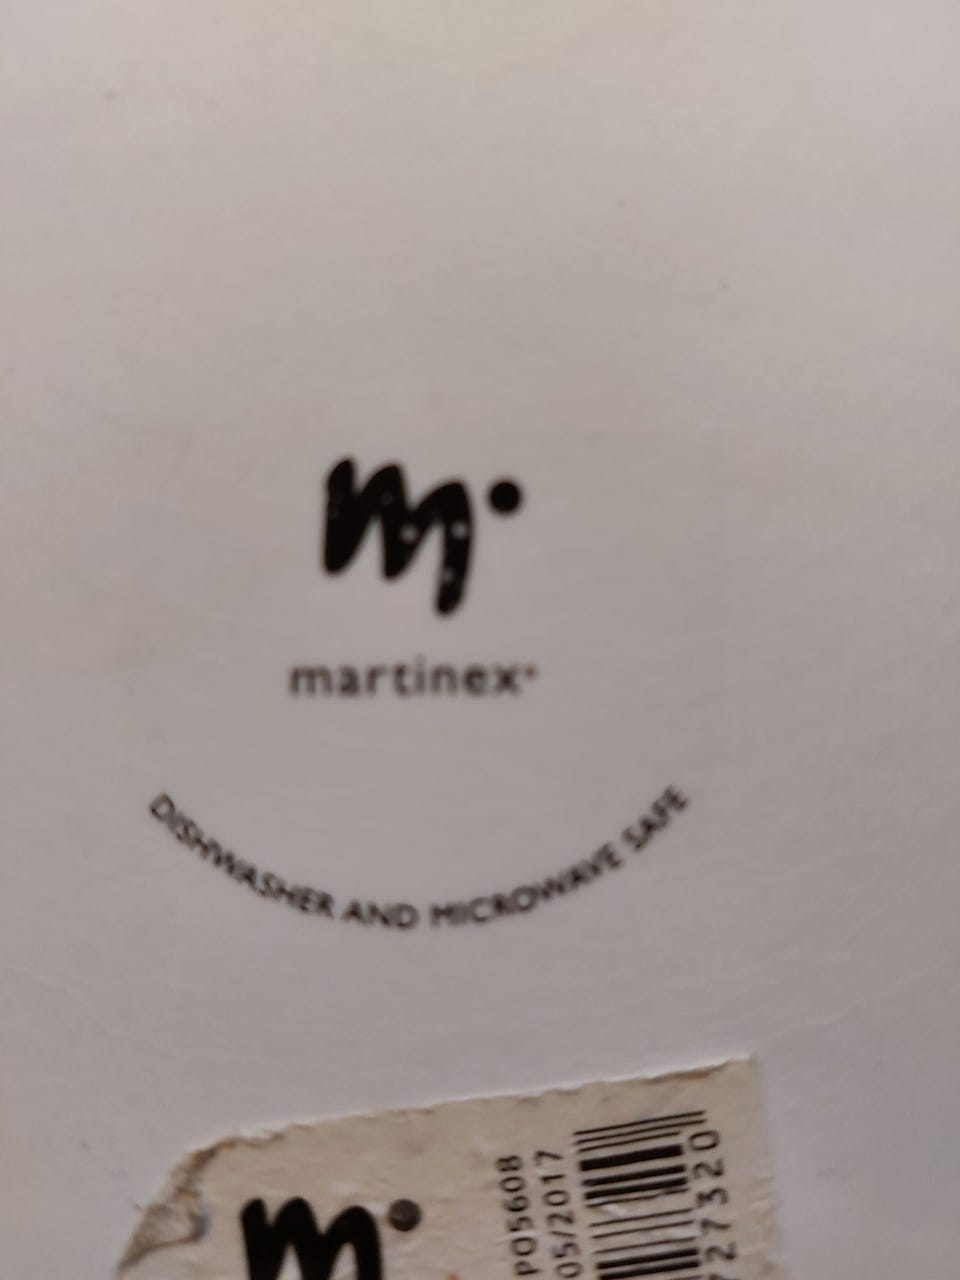 m.
martinex
DISHWASHER AND MICROWAVE SAFE
m.
PO5608
05/2017
27320